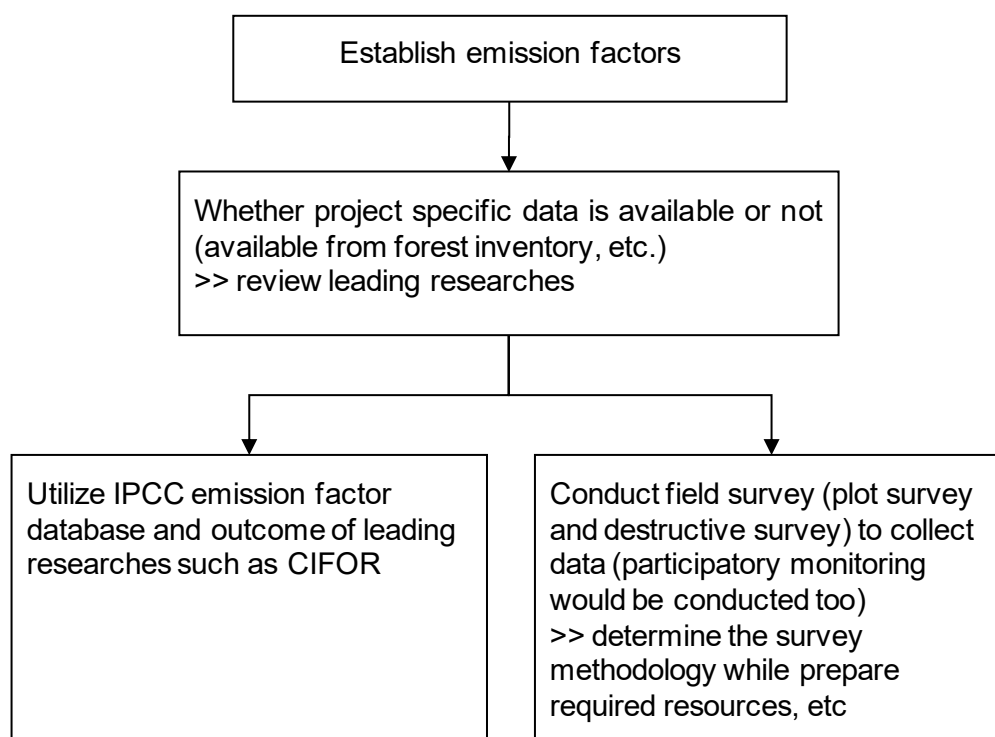 Establish emission factors
Whether project specific data is available or not
(available from forest inventory, etc.)
>> review leading researches
Utilize IPCC emission factor
database and outcome of leading
researches such as CIFOR
Conduct field survey (plot survey
and destructive survey) to collect
data (participatory monitoring
would be conducted too)
>> determine the survey
methodology while prepare
required resources, etc